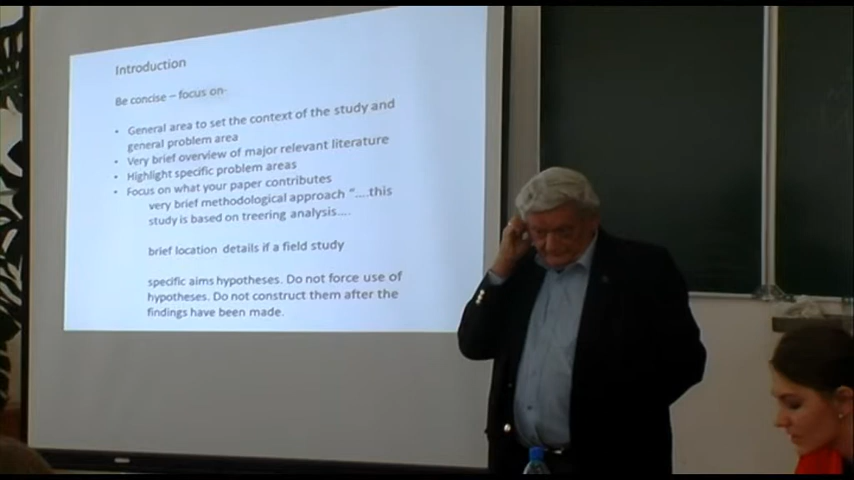 Introduction
Be concise – focus on-
• General area to set the context of the study and
general problem area
• Very brief overview of major relevant literature
• Highlight specific problem areas
• Focus on what your paper contributes
very brief methodological approach “....this
study is based on treering analysis....
brief location details if a field study
specific aims hypotheses. Do not force use of
hypotheses. Do not construct them after the
findings have been made.